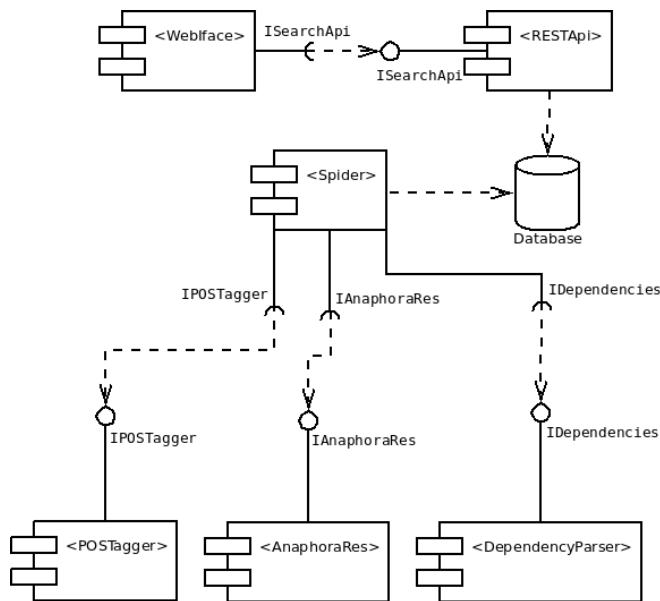 <WebIface>
ISearchApi
ISearchApi
<RESTApi>
<Spider>
Database
IPOSTagger
IAnaphoraRes
IDependencies
IPOSTagger
IAnaphoraRes
IDependencies
<POSTagger>
<AnaphoraRes>
<DependencyParser>